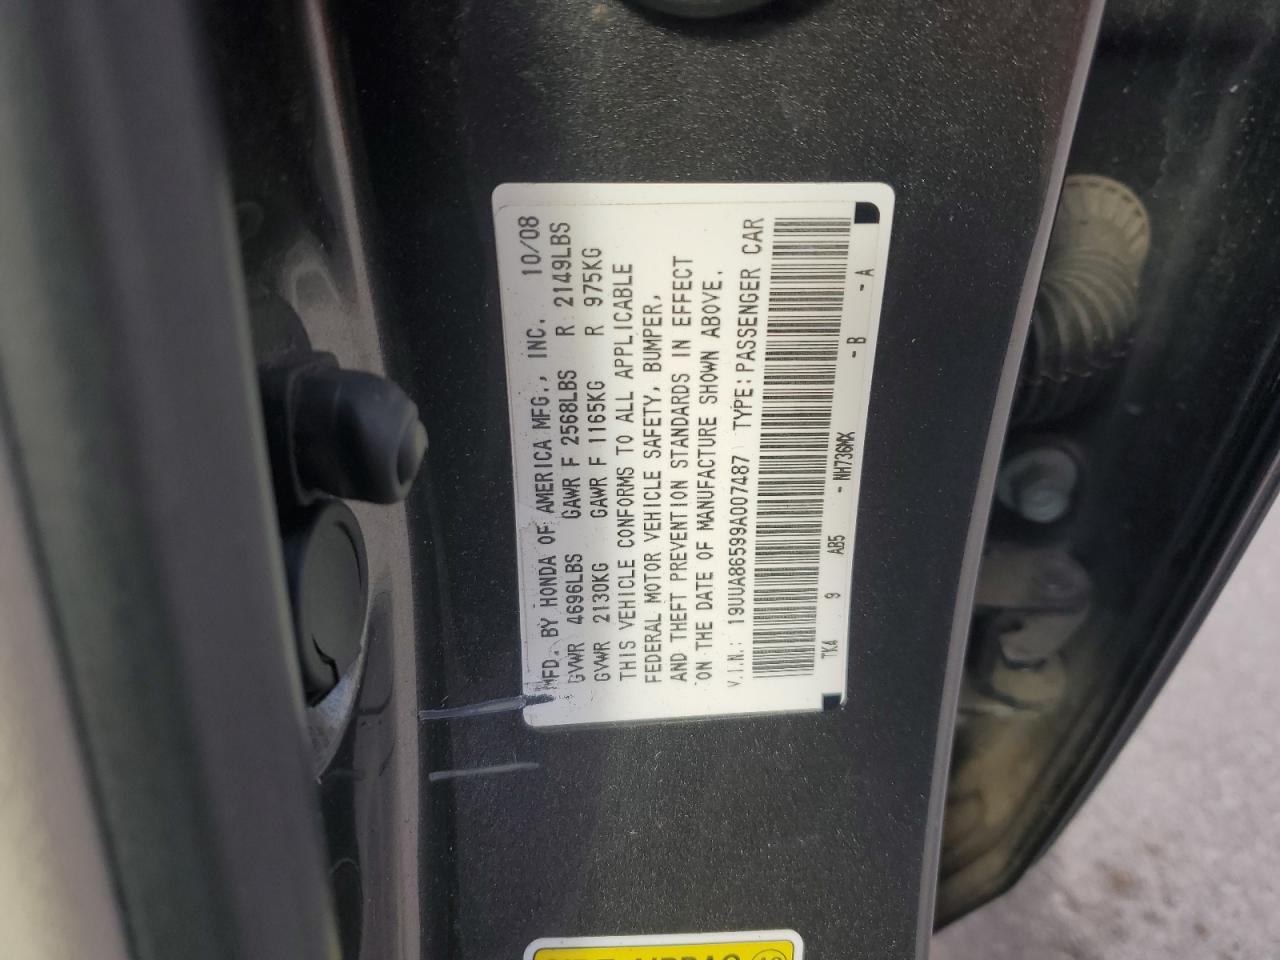 MFD. BY HONDA OF AMERICA MFG., INC. 10/08
GVWR 4696LBS GAWR F 2568LBS R 2149LBS
GVWR 2130KG GAWR F 1165KG R 975KG
THIS VEHICLE CONFORMS TO ALL APPLICABLE
FEDERAL MOTOR VEHICLE SAFETY, BUMPER,
AND THEFT PREVENTION STANDARDS IN EFFECT
ON THE DATE OF MANUFACTURE SHOWN ABOVE.
V.I.N.: 19UUA86599A007487 TYPE:PASSENGER CAR
TK4 9 AB5 - NH736MX - B - A
AIRBAG